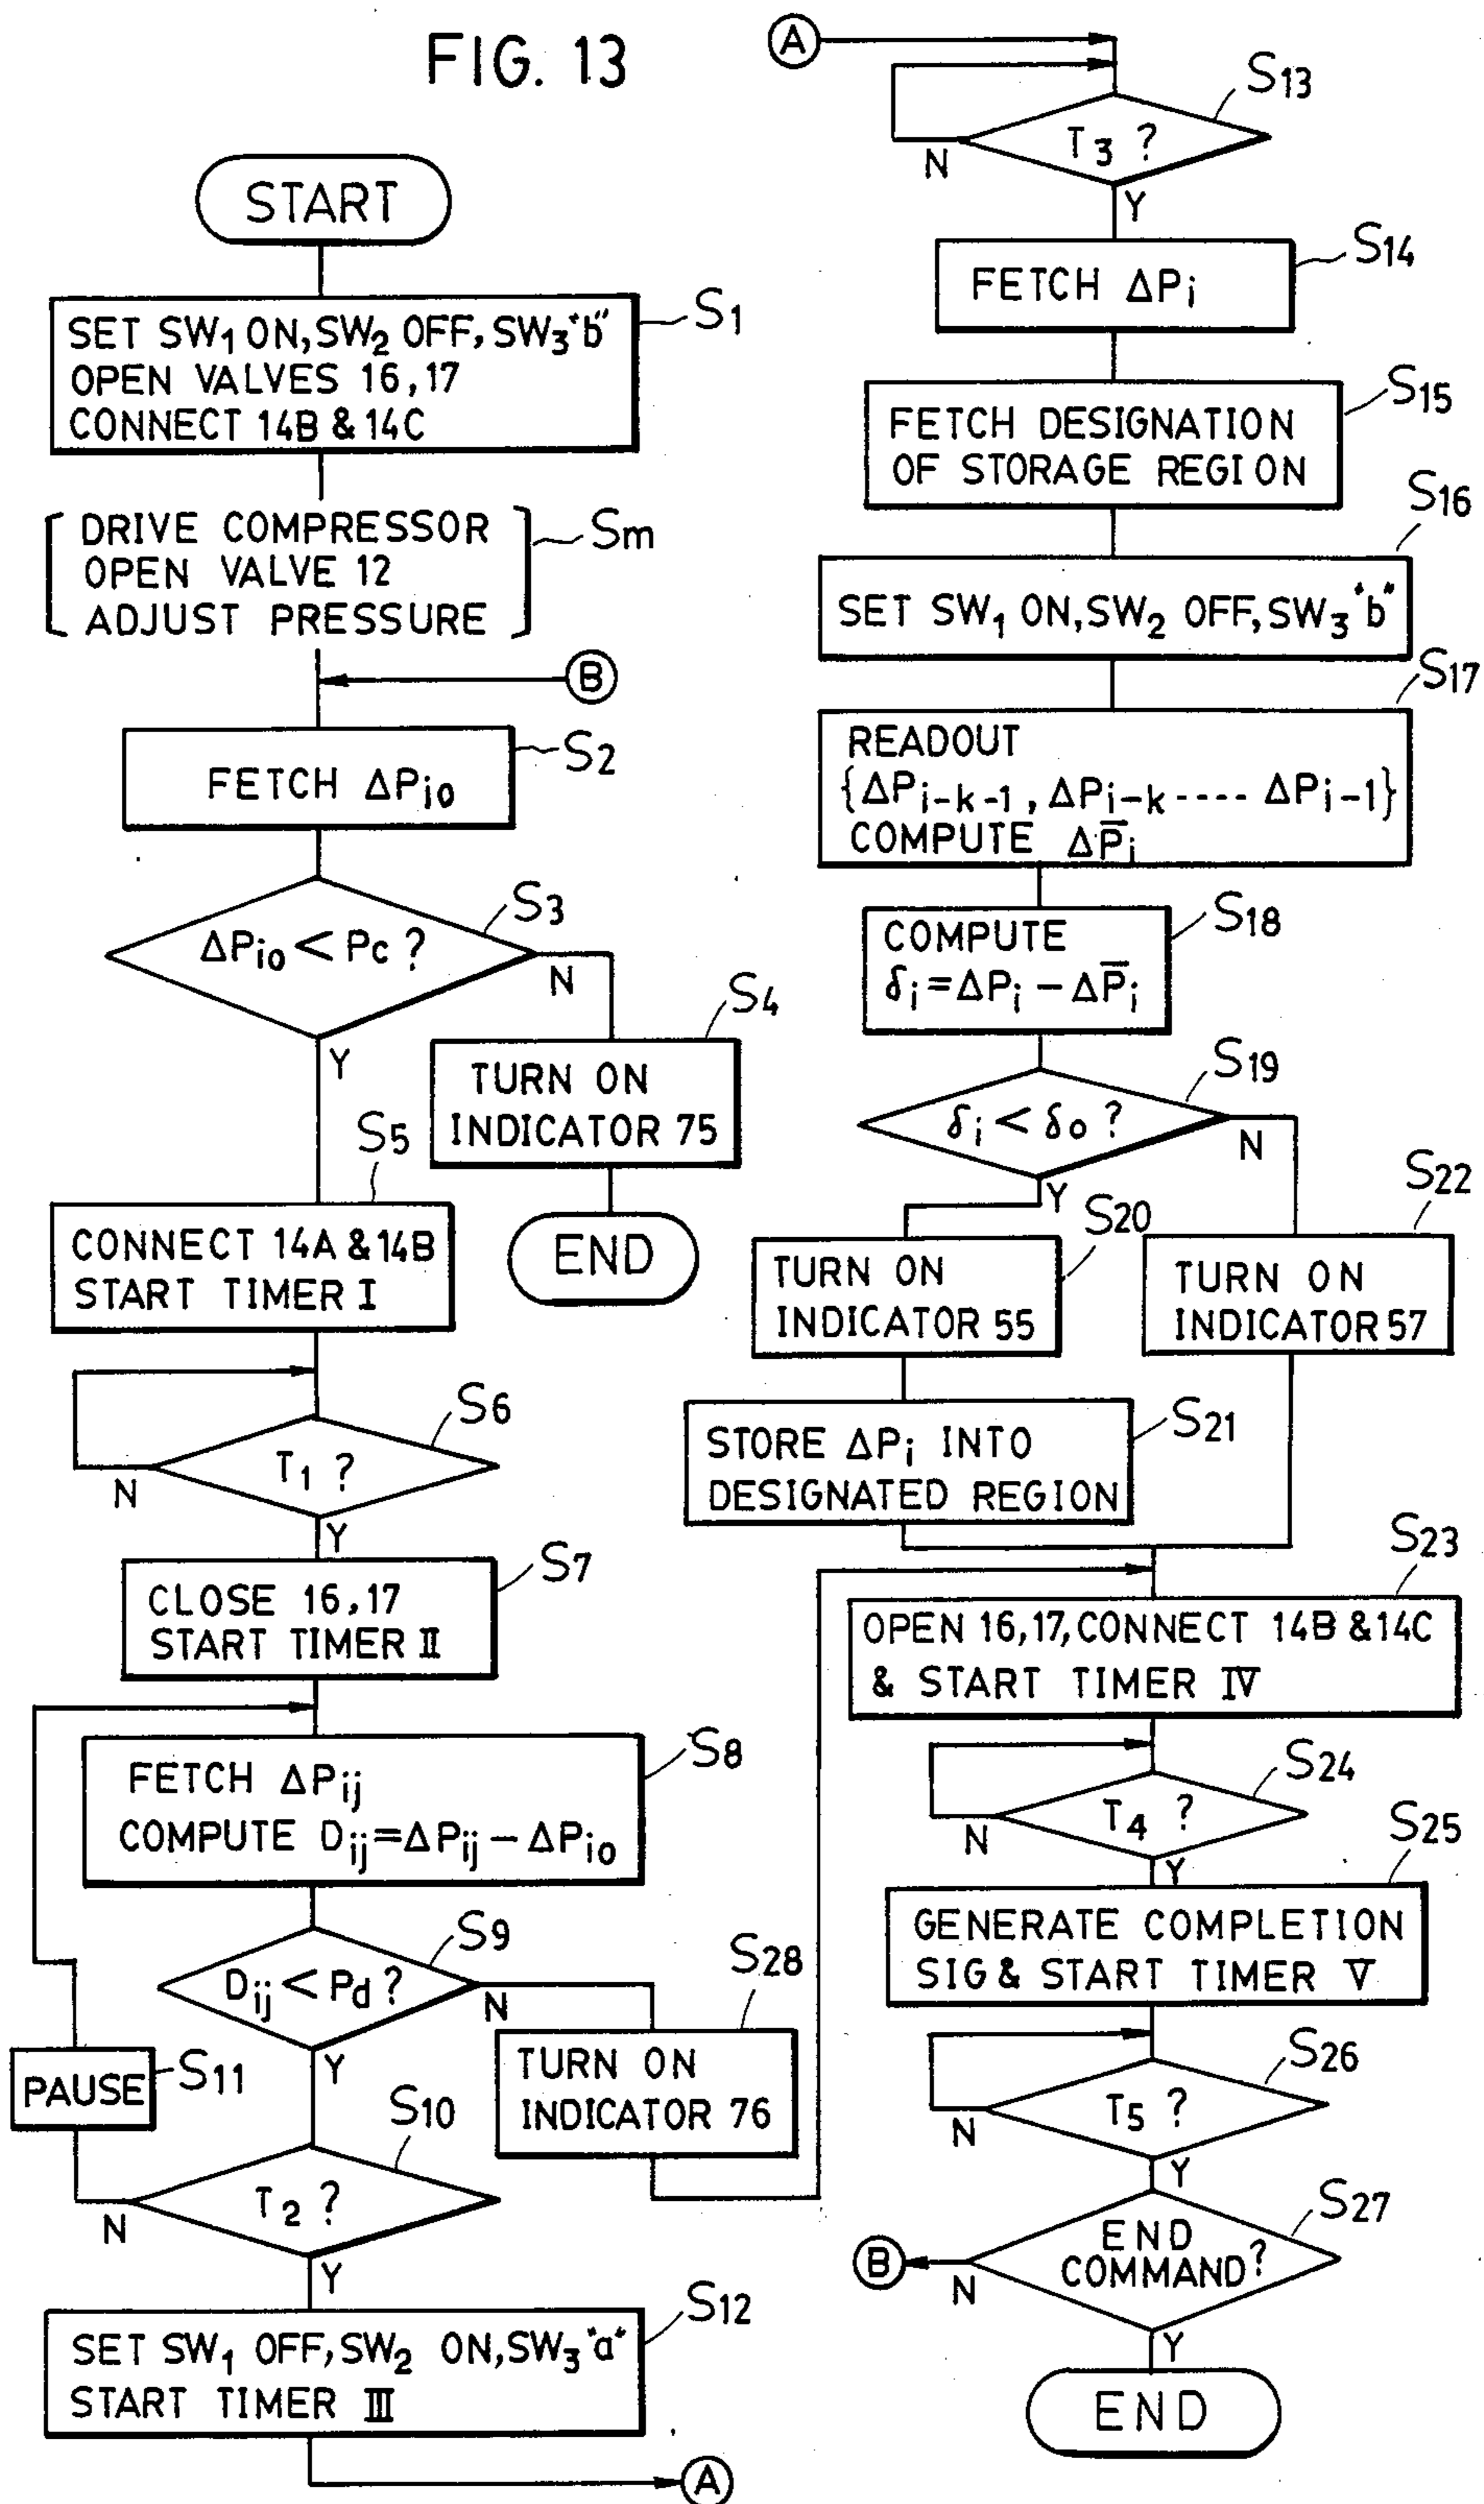 FIG. 13
START
SET SW₁ ON, SW₂ OFF, SW₃ "b"
OPEN VALVES 16, 17
CONNECT 14B & 14C
S₁
DRIVE COMPRESSOR
OPEN VALVE 12
ADJUST PRESSURE
Sm
B
FETCH ΔPi₀
S₂
ΔPi₀ < Pc ?
S₃
N
Y
S₄
TURN ON
INDICATOR 75
END
S₅
CONNECT 14A & 14B
START TIMER I
S₆
T₁ ?
N
Y
S₇
CLOSE 16, 17
START TIMER II
S₈
FETCH ΔPij
COMPUTE Dij = ΔPij − ΔPi₀
S₉
Dij < Pd ?
N
Y
S₂₈
TURN ON
INDICATOR 76
PAUSE
S₁₁
S₁₀
T₂ ?
N
Y
S₁₂
SET SW₁ OFF, SW₂ ON, SW₃ "a"
START TIMER III
A
A
S₁₃
T₃ ?
N
Y
S₁₄
FETCH ΔPi
S₁₅
FETCH DESIGNATION
OF STORAGE REGION
S₁₆
SET SW₁ ON, SW₂ OFF, SW₃ "b"
S₁₇
READOUT
{ΔPi-k-1, ΔPi-k ---- ΔPi-1}
COMPUTE ΔP̅i
S₁₈
COMPUTE
δi = ΔPi − ΔP̅i
S₁₉
δi < δo ?
N
Y
S₂₀
TURN ON
INDICATOR 55
S₂₂
TURN ON
INDICATOR 57
S₂₁
STORE ΔPi INTO
DESIGNATED REGION
S₂₃
OPEN 16, 17, CONNECT 14B & 14C
& START TIMER IV
S₂₄
T₄ ?
N
Y
S₂₅
GENERATE COMPLETION
SIG & START TIMER V
S₂₆
T₅ ?
N
Y
S₂₇
END
COMMAND?
B
N
Y
END